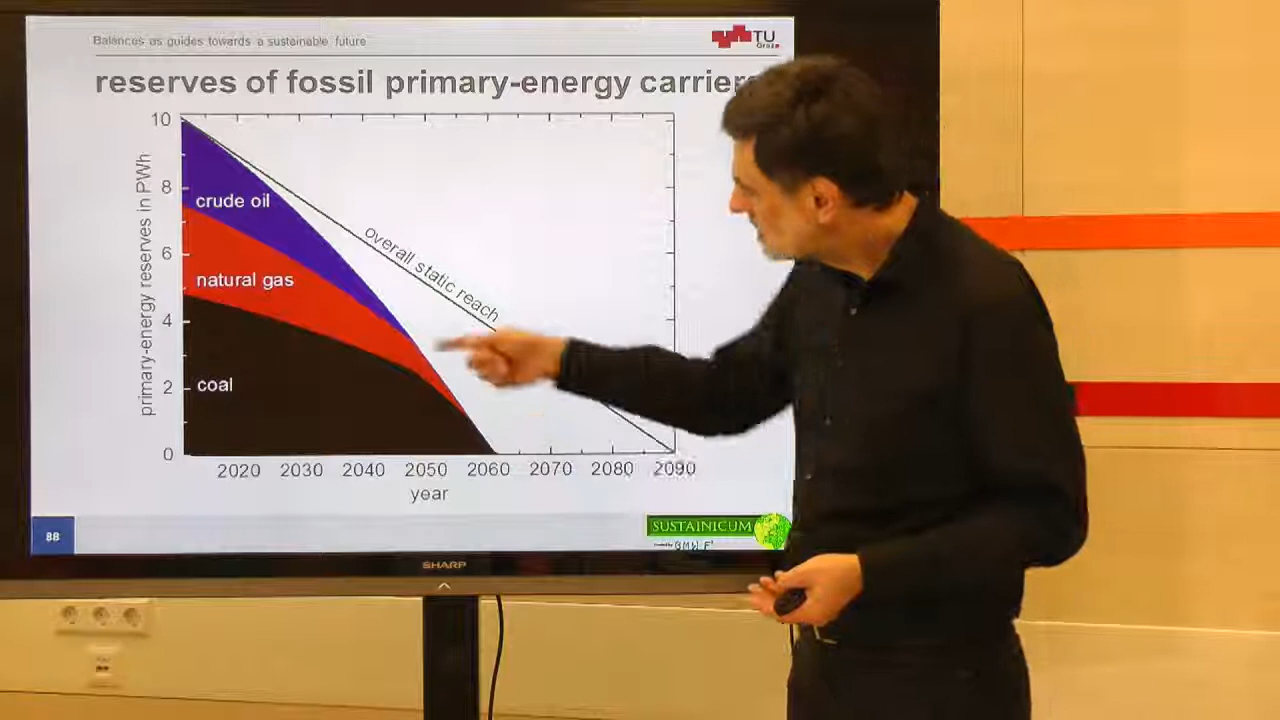 Balances as guides towards a sustainable future
TU
Graz
reserves of fossil primary-energy carriers
primary-energy reserves in PWh
10
8
6
4
2
0
crude oil
natural gas
coal
overall static reach
2020 2030 2040 2050 2060 2070 2080 2090
year
88
SUSTAINICUM
SHARP